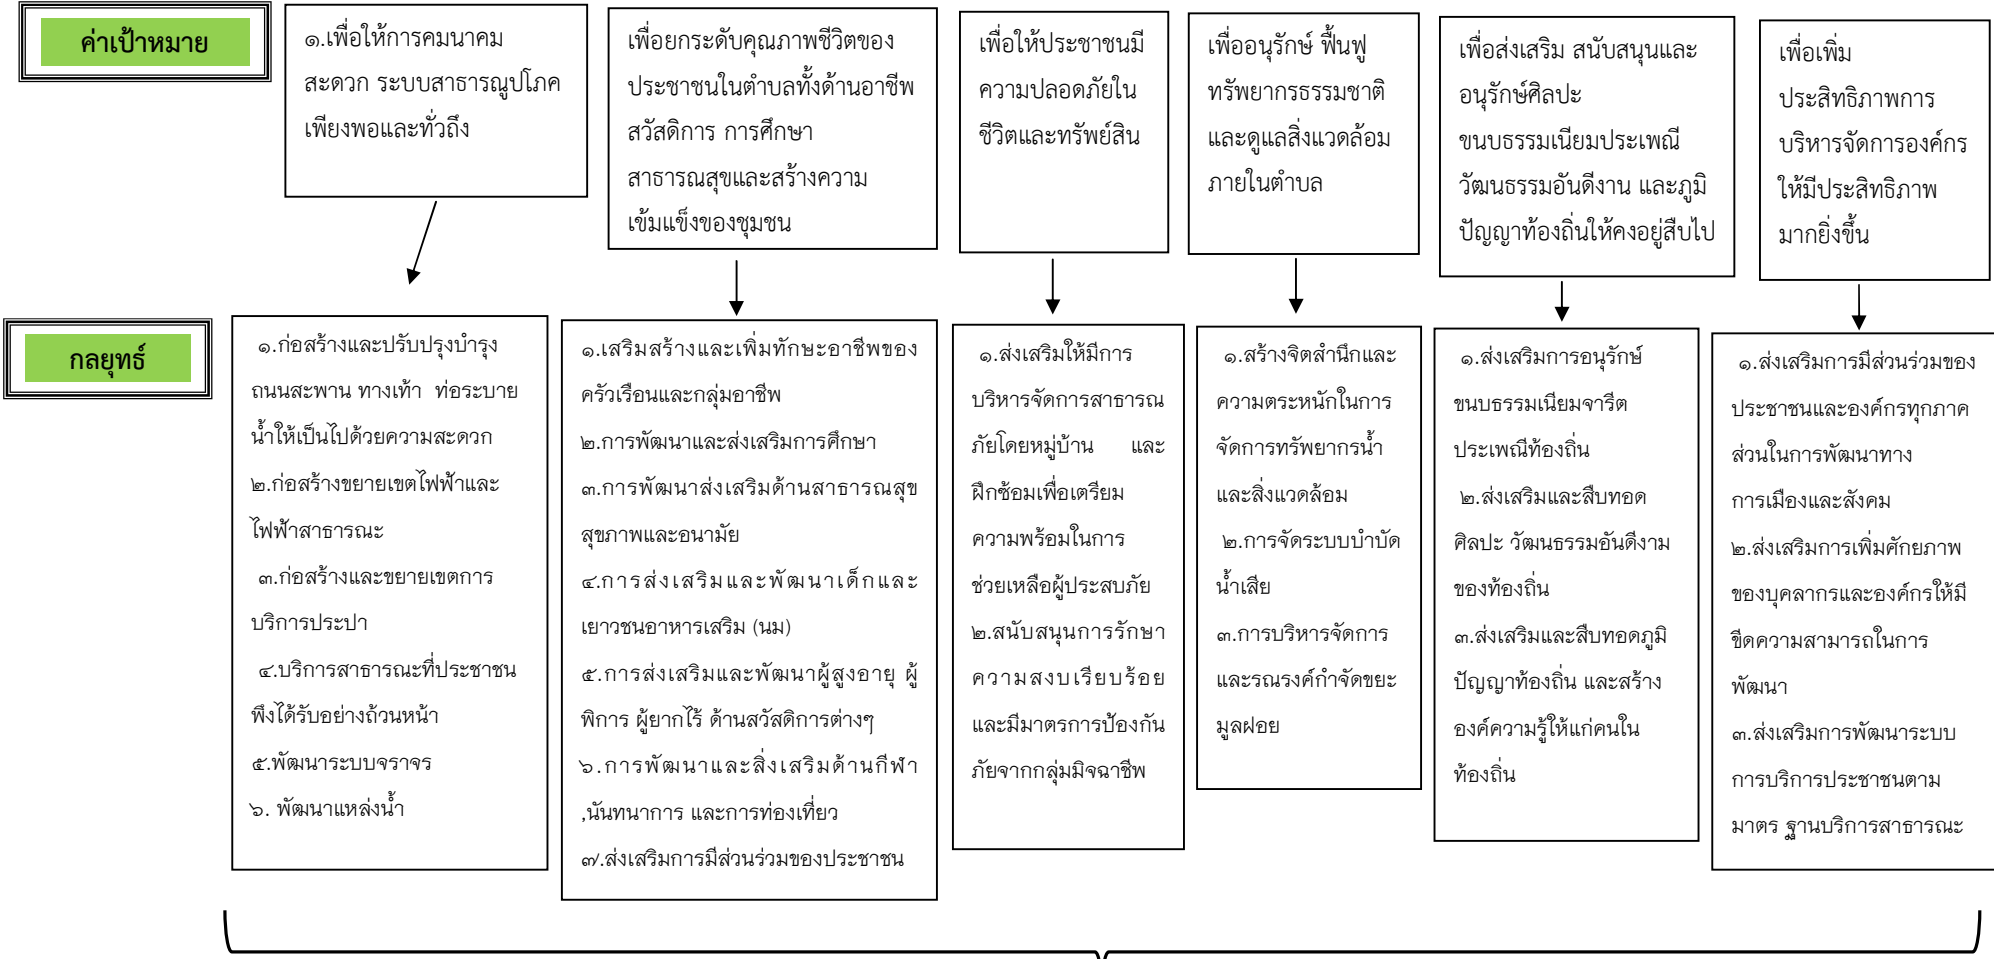 ค่าเป้าหมาย
๑.เพื่อให้การคมนาคม
สะดวก ระบบสาธารณูปโภค
เพียงพอและทั่วถึง
เพื่อยกระดับคุณภาพชีวิตของ
ประชาชนในตำบลทั้งด้านอาชีพ
สวัสดิการ การศึกษา
สาธารณสุขและสร้างความ
เข้มแข็งของชุมชน
เพื่อให้ประชาชนมี
ความปลอดภัยใน
ชีวิตและทรัพย์สิน
เพื่ออนุรักษ์ ฟื้นฟู
ทรัพยากรธรรมชาติ
และดูแลสิ่งแวดล้อม
ภายในตำบล
เพื่อส่งเสริม สนับสนุนและ
อนุรักษ์ศิลปะ
ขนบธรรมเนียมประเพณี
วัฒนธรรมอันดีงาน และภูมิ
ปัญญาท้องถิ่นให้คงอยู่สืบไป
เพื่อเพิ่ม
ประสิทธิภาพการ
บริหารจัดการองค์กร
ให้มีประสิทธิภาพ
มากยิ่งขึ้น
กลยุทธ์
๑.ก่อสร้างและปรับปรุงบำรุง
ถนนสะพาน ทางเท้า ท่อระบาย
น้ำให้เป็นไปด้วยความสะดวก
๒.ก่อสร้างขยายเขตไฟฟ้าและ
ไฟฟ้าสาธารณะ
๓.ก่อสร้างและขยายเขตการ
บริการประปา
๔.บริการสาธารณะที่ประชาชน
พึงได้รับอย่างถ้วนหน้า
๕.พัฒนาระบบจราจร
๖. พัฒนาแหล่งน้ำ
๑.เสริมสร้างและเพิ่มทักษะอาชีพของ
ครัวเรือนและกลุ่มอาชีพ
๒.การพัฒนาและส่งเสริมการศึกษา
๓.การพัฒนาส่งเสริมด้านสาธารณสุข
สุขภาพและอนามัย
๔.การส่งเสริมและพัฒนาเด็กและ
เยาวชนอาหารเสริม (นม)
๕.การส่งเสริมและพัฒนาผู้สูงอายุ ผู้
พิการ ผู้ยากไร้ ด้านสวัสดิการต่างๆ
๖.การพัฒนาและสิ่งเสริมด้านกีฬา
,นันทนาการ และการท่องเที่ยว
๗.ส่งเสริมการมีส่วนร่วมของประชาชน
๑.ส่งเสริมให้มีการ
บริหารจัดการสาธารณ
ภัยโดยหมู่บ้าน และ
ฝึกซ้อมเพื่อเตรียม
ความพร้อมในการ
ช่วยเหลือผู้ประสบภัย
๒.สนับสนุนการรักษา
ความสงบเรียบร้อย
และมีมาตรการป้องกัน
ภัยจากกลุ่มมิจฉาชีพ
๑.สร้างจิตสำนึกและ
ความตระหนักในการ
จัดการทรัพยากรน้ำ
และสิ่งแวดล้อม
๒.การจัดระบบบำบัด
น้ำเสีย
๓.การบริหารจัดการ
และรณรงค์กำจัดขยะ
มูลฝอย
๑.ส่งเสริมการอนุรักษ์
ขนบธรรมเนียมจารีต
ประเพณีท้องถิ่น
๒.ส่งเสริมและสืบทอด
ศิลปะ วัฒนธรรมอันดีงาม
ของท้องถิ่น
๓.ส่งเสริมและสืบทอดภูมิ
ปัญญาท้องถิ่น และสร้าง
องค์ความรู้ให้แก่คนใน
ท้องถิ่น
๑.ส่งเสริมการมีส่วนร่วมของ
ประชาชนและองค์กรทุกภาค
ส่วนในการพัฒนาทาง
การเมืองและสังคม
๒.ส่งเสริมการเพิ่มศักยภาพ
ของบุคลากรและองค์กรให้มี
ขีดความสามารถในการ
พัฒนา
๓.ส่งเสริมการพัฒนาระบบ
การบริการประชาชนตาม
มาตร ฐานบริการสาธารณะ